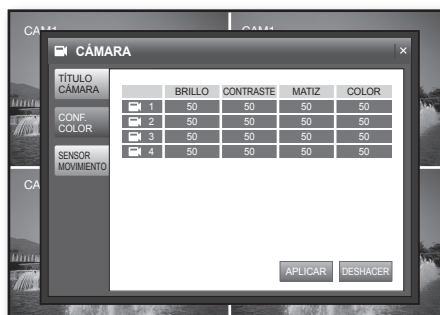 CAM1 CAM1
CÁMARA ×
TÍTULO CÁMARA
BRILLO CONTRASTE MATIZ COLOR
1 50 50 50 50
CONF. COLOR
2 50 50 50 50
3 50 50 50 50
SENSOR MOVIMIENTO
4 50 50 50 50
CA
APLICAR DESHACER